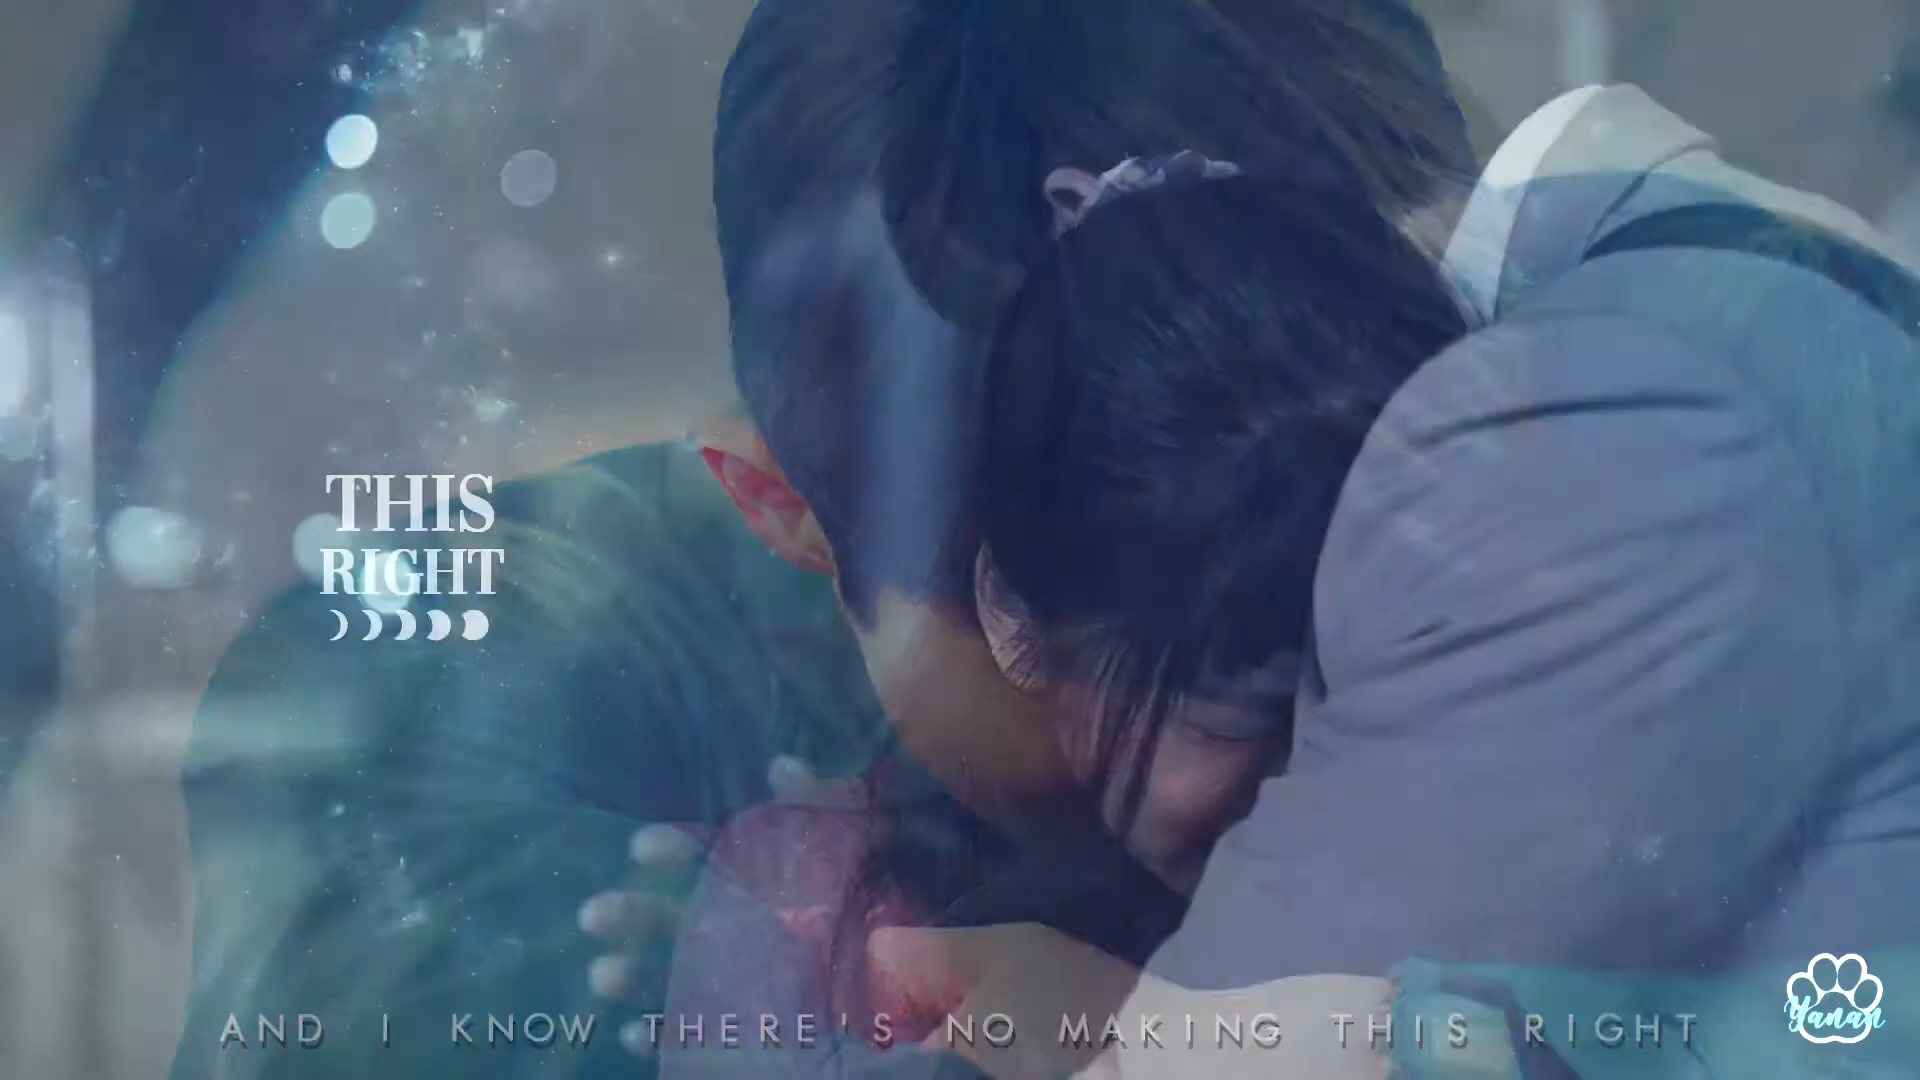 THIS
RIGHT
AND I KNOW THERE'S NO MAKING THIS RIGHT
Yanan